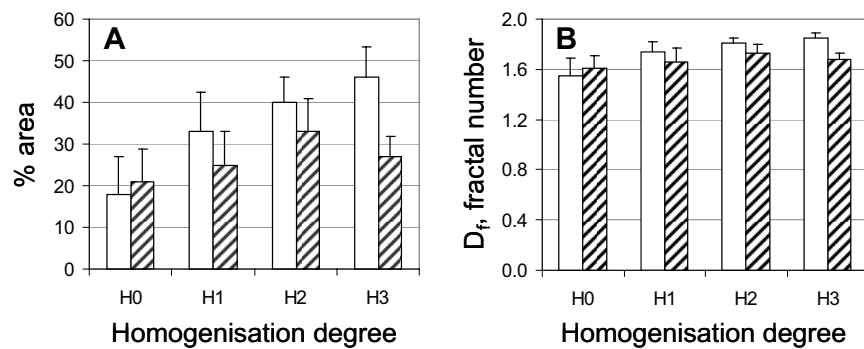 A
60
50
40
30
20
10
0
% area
H0 H1 H2 H3
Homogenisation degree
B
2.0
1.6
1.2
0.8
0.4
0.0
Df, fractal number
H0 H1 H2 H3
Homogenisation degree